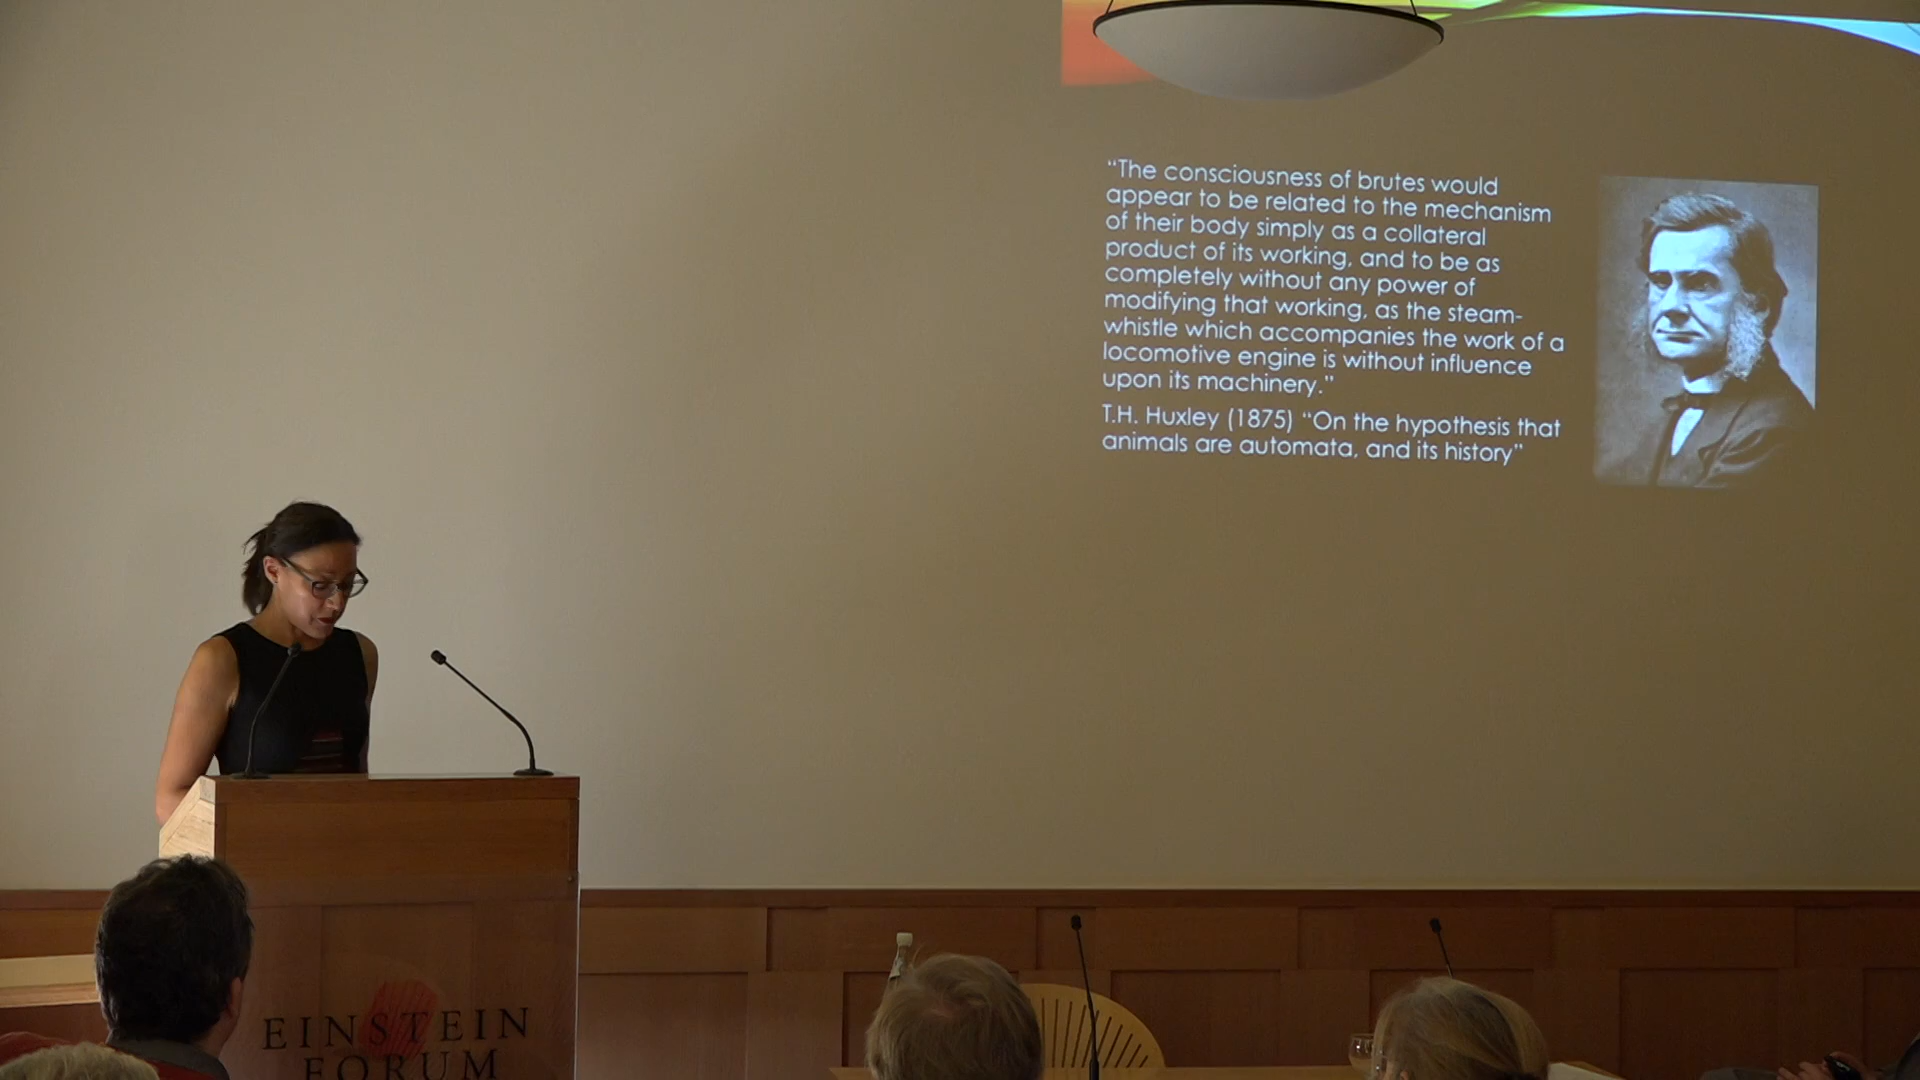 “The consciousness of brutes would
appear to be related to the mechanism
of their body simply as a collateral
product of its working, and to be as
completely without any power of
modifying that working, as the steam-
whistle which accompanies the work of a
locomotive engine is without influence
upon its machinery.”
T.H. Huxley (1875) “On the hypothesis that
animals are automata, and its history”
EINSTEIN
FORUM